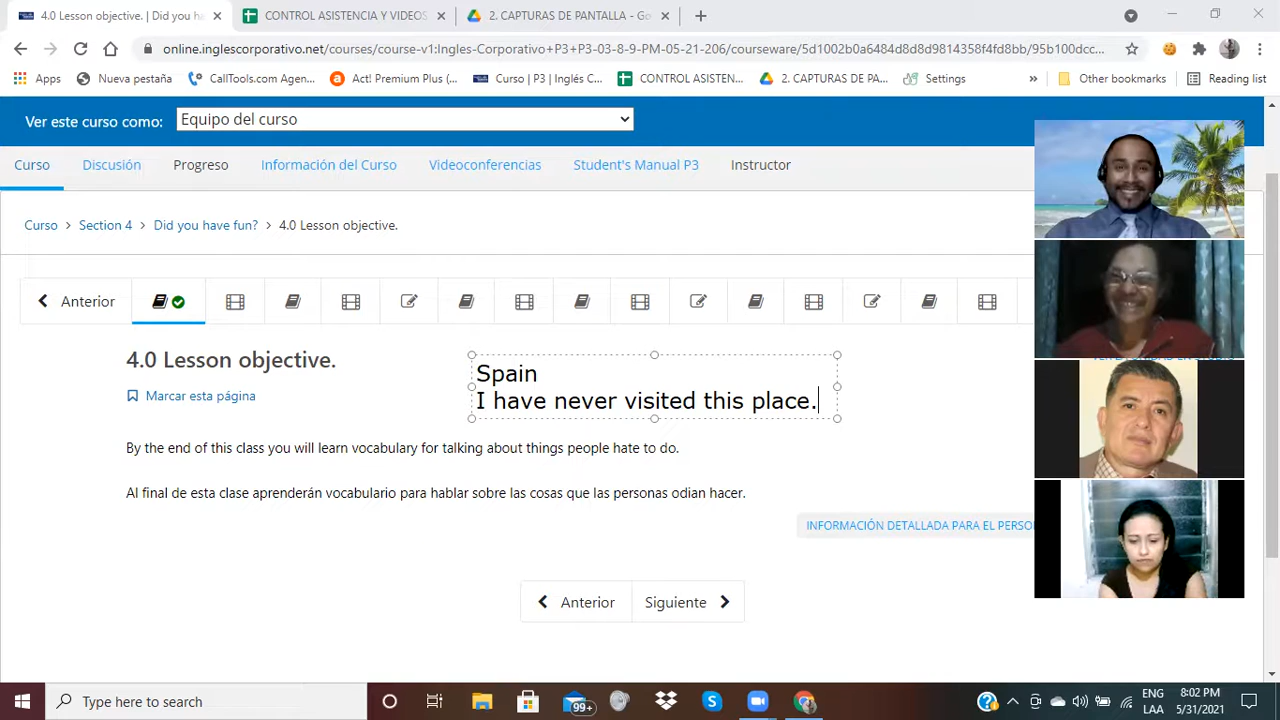 4.0 Lesson objective. | Did you ha
CONTROL ASISTENCIA Y VIDEOS
2. CAPTURAS DE PANTALLA - Go
online.inglescorporativo.net/courses/course-v1:Ingles-Corporativo+P3+P3-03-8-9-PM-05-21-206/courseware/5d1002b0a6484d8d8d9814358f4fd8bb/95b100dcc...
Apps
Nueva pestaña
CallTools.com Agen...
Act! Premium Plus (...
Curso | P3 | Inglés C...
CONTROL ASISTEN...
2. CAPTURAS DE PA...
Settings
»
Other bookmarks
Reading list
Ver este curso como:
Equipo del curso
Curso
Discusión
Progreso
Información del Curso
Videoconferencias
Student's Manual P3
Instructor
Curso > Section 4 > Did you have fun? > 4.0 Lesson objective.
Anterior
4.0 Lesson objective.
Marcar esta página
Spain
I have never visited this place.
By the end of this class you will learn vocabulary for talking about things people hate to do.
Al final de esta clase aprenderán vocabulario para hablar sobre las cosas que las personas odian hacer.
INFORMACIÓN DETALLADA PARA EL PERSON
Anterior
Siguiente
Type here to search
99+
ENG
LAA
8:02 PM
5/31/2021